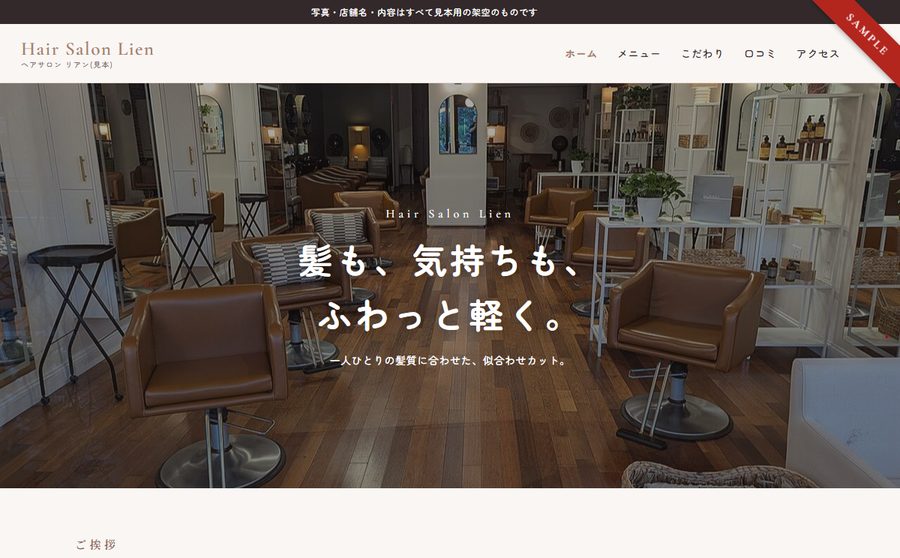 写真・店舗名・内容はすべて見本用の架空のものです
SAMPLE
Hair Salon Lien
ヘアサロン リアン(見本)
ホーム
メニュー
こだわり
口コミ
アクセス
Hair Salon Lien
髪も、気持ちも、
ふわっと軽く。
一人ひとりの髪質に合わせた、似合わせカット。
ご挨拶